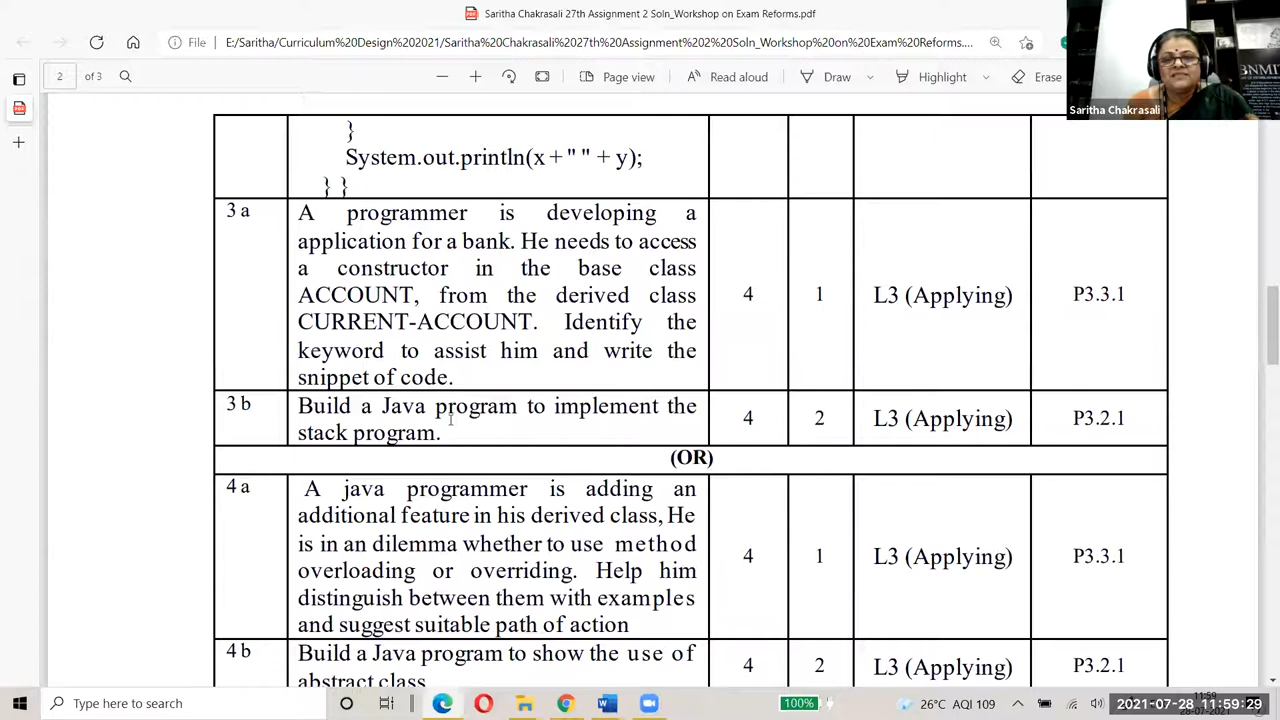 Saritha Chakrasali 27th Assignment 2 Soln_Workshop on Exam Reforms.pdf
File E:/Saritha/Curriculum%20Design%202021/Saritha%20Chakrasali%2027th%20Assignment%202%20Soln_Workshop%20on%20Exam%20Reforms....
2 of 3 Page view Read aloud Draw Highlight Erase
BNMIT
Saritha Chakrasali
}
System.out.println(x + " " + y);
} }
3 a A programmer is developing a
application for a bank. He needs to access
a constructor in the base class
ACCOUNT, from the derived class 4 1 L3 (Applying) P3.3.1
CURRENT-ACCOUNT. Identify the
keyword to assist him and write the
snippet of code.
3 b Build a Java program to implement the
stack program. 4 2 L3 (Applying) P3.2.1
(OR)
4 a A java programmer is adding an
additional feature in his derived class, He
is in an dilemma whether to use method
overloading or overriding. Help him 4 1 L3 (Applying) P3.3.1
distinguish between them with examples
and suggest suitable path of action
4 b Build a Java program to show the use of 4 2 L3 (Applying) P3.2.1
abstract class
Type here to search 100% 26°C AQI 109 11:59
2021-07-28 11:59:29